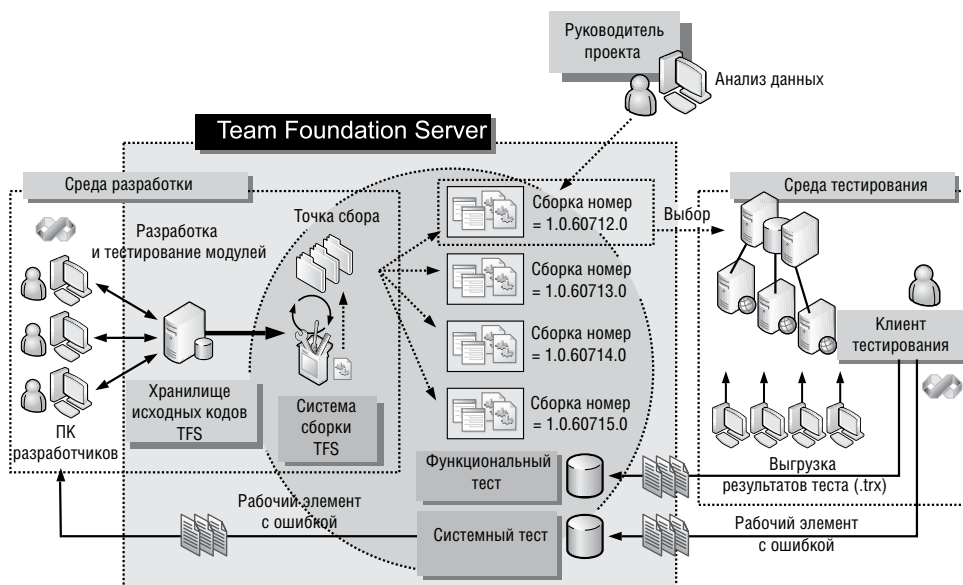 Руководитель
проекта
Анализ данных
Team Foundation Server
Среда разработки
Точка сбора
Разработка
и тестирование модулей
Сборка номер
= 1.0.60712.0
Выбор
Среда тестирования
Сборка номер
= 1.0.60713.0
Сборка номер
= 1.0.60714.0
Клиент
тестирования
Хранилище
исходных кодов
TFS
Система
сборки
TFS
Сборка номер
= 1.0.60715.0
ПК
разработчиков
Функциональный
тест
Выгрузка
результатов теста (.trx)
Рабочий элемент
с ошибкой
Системный тест
Рабочий элемент
с ошибкой